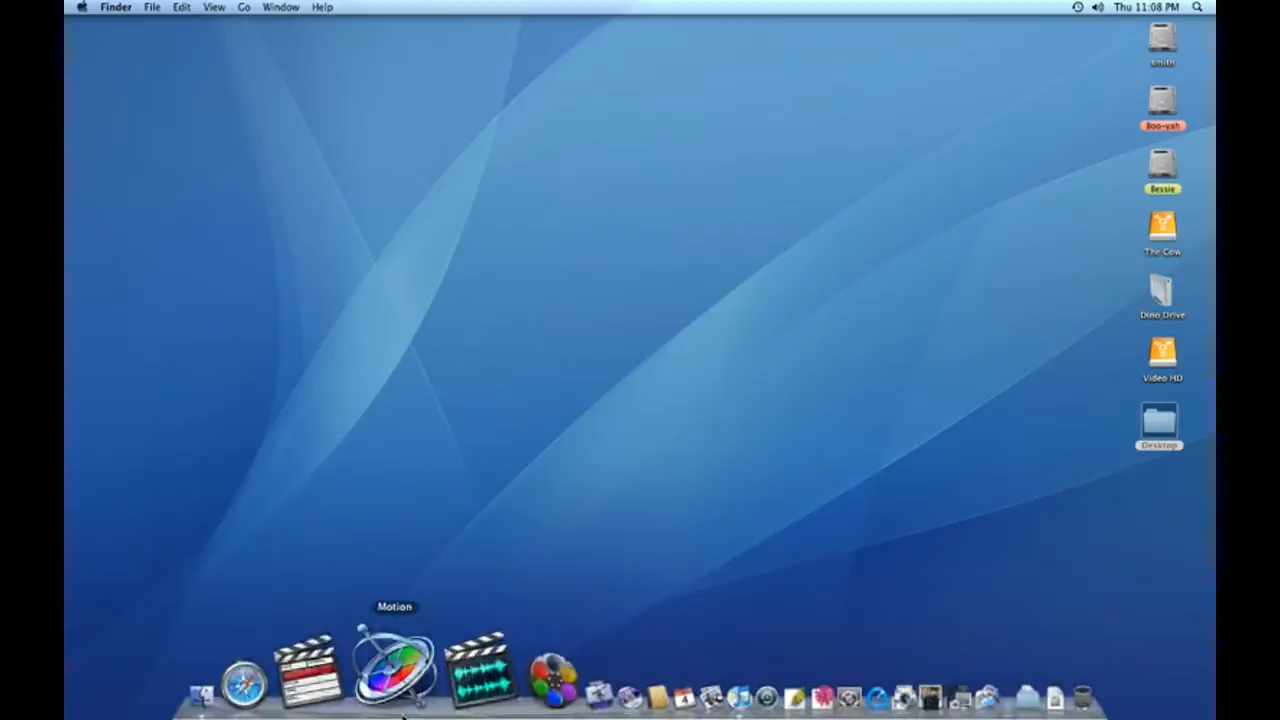 Finder File Edit View Go Window Help
Thu 11:08 PM
smith
Boo-yah
Bessie
The Cow
Dino Drive
Video HD
Desktop
Motion